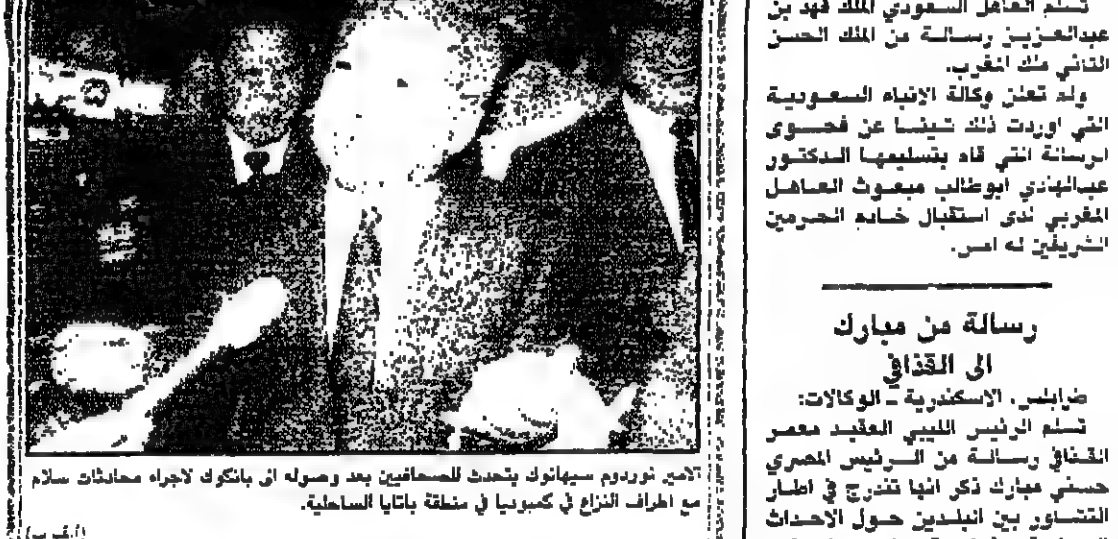 تسلم العاهل السعودي الملك فهد بن
عبدالعزيز رسالة من الملك الحسن
الثاني ملك المغرب.
ولم تعلن وكالة الانباء السعودية
التي اوردت ذلك شيئا عن فحوى
الرسالة التي قام بتسليمها الدكتور
عبدالهادي ابوطالب مبعوث العاهل
المغربي لدى استقبال خادم الحرمين
الشريفين له امس.
رسالة من مبارك
الى القذافي
طرابلس، الاسكندرية - الوكالات:
تسلم الرئيس الليبي العقيد معمر
القذافي رسالة من الرئيس المصري
حسني مبارك ذكر انها تندرج في اطار
التشاور بين البلدين حول الاحداث
الامير نوردوم سيهانوك يتحدث للصحافيين بعد وصوله الى بانكوك لاجراء محادثات سلام
مع اطراف النزاع في كمبوديا في منطقة باتايا الساحلية.
(أ.ف.ب)